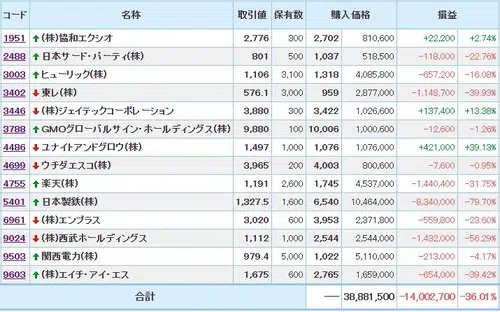 コード 名称 取引値 保有数 購入価格 損益
1951 ↑(株)協和エクシオ 2,776 300 2,702 810,600 +22,200 +2.74%
2488 ↑日本サード・パーティ(株) 801 500 1,037 518,500 -118,000 -22.76%
3003 ↑ヒューリック(株) 1,106 3,100 1,318 4,085,800 -657,200 -16.08%
3402 ↓東レ(株) 576.1 3,000 959 2,877,000 -1,148,700 -39.93%
3446 ↓(株)ジェイテックコーポレーション 3,880 300 3,422 1,026,600 +137,400 +13.38%
3788 ↑GMOグローバルサイン・ホールディングス(株) 9,880 100 10,006 1,000,600 -12,600 -1.26%
4486 ↓ユナイトアンドグロウ(株) 1,497 1,000 1,076 1,076,000 +421,000 +39.13%
4699 ↓ウチダエスコ(株) 3,965 200 4,003 800,600 -7,600 -0.95%
4755 ↑楽天(株) 1,191 2,600 1,745 4,537,000 -1,440,400 -31.75%
5401 ↑日本製鉄(株) 1,327.5 1,600 6,540 10,464,000 -8,340,000 -79.70%
6961 ↓(株)エンプラス 3,020 600 3,953 2,371,800 -559,800 -23.60%
9024 ↓(株)西武ホールディングス 1,112 1,000 2,544 2,544,000 -1,432,000 -56.29%
9503 ↑関西電力(株) 979.4 5,000 1,022 5,110,000 -213,000 -4.17%
9603 ↑(株)エイチ・アイ・エス 1,675 600 2,765 1,659,000 -654,000 -39.42%
合計 ── 38,881,500 -14,002,700 -36.01%